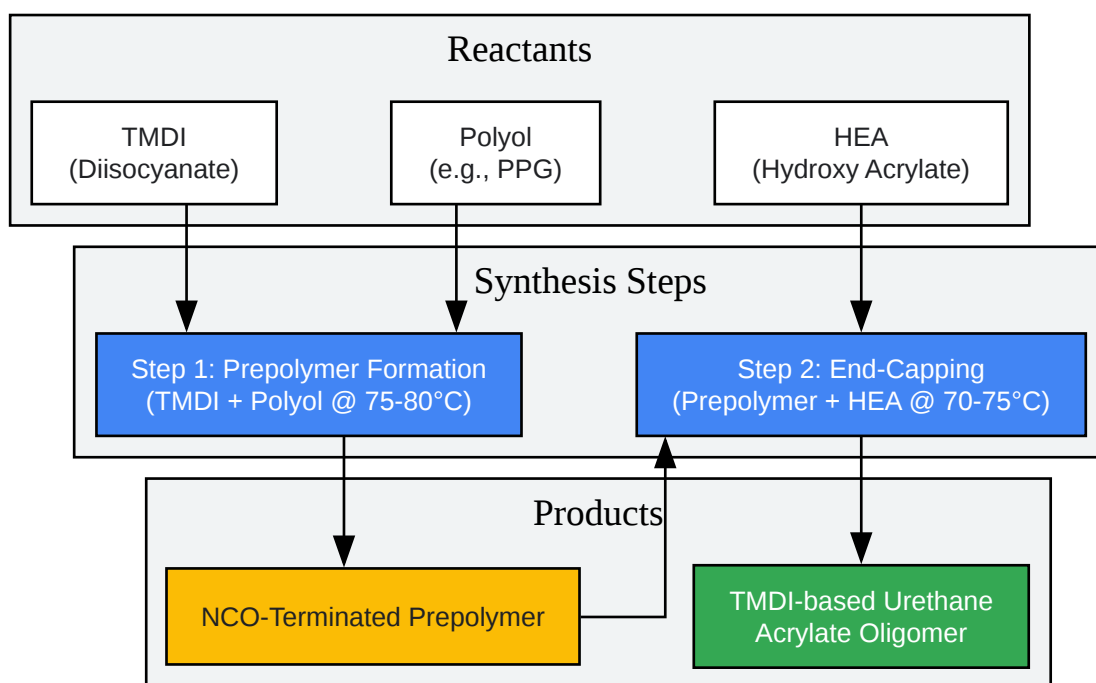 Reactants
TMDI
(Diisocyanate)
Polyol
(e.g., PPG)
HEA
(Hydroxy Acrylate)
Synthesis Steps
Step 1: Prepolymer Formation
(TMDI + Polyol @ 75-80°C)
Step 2: End-Capping
(Prepolymer + HEA @ 70-75°C)
Products
NCO-Terminated Prepolymer
TMDI-based Urethane
Acrylate Oligomer